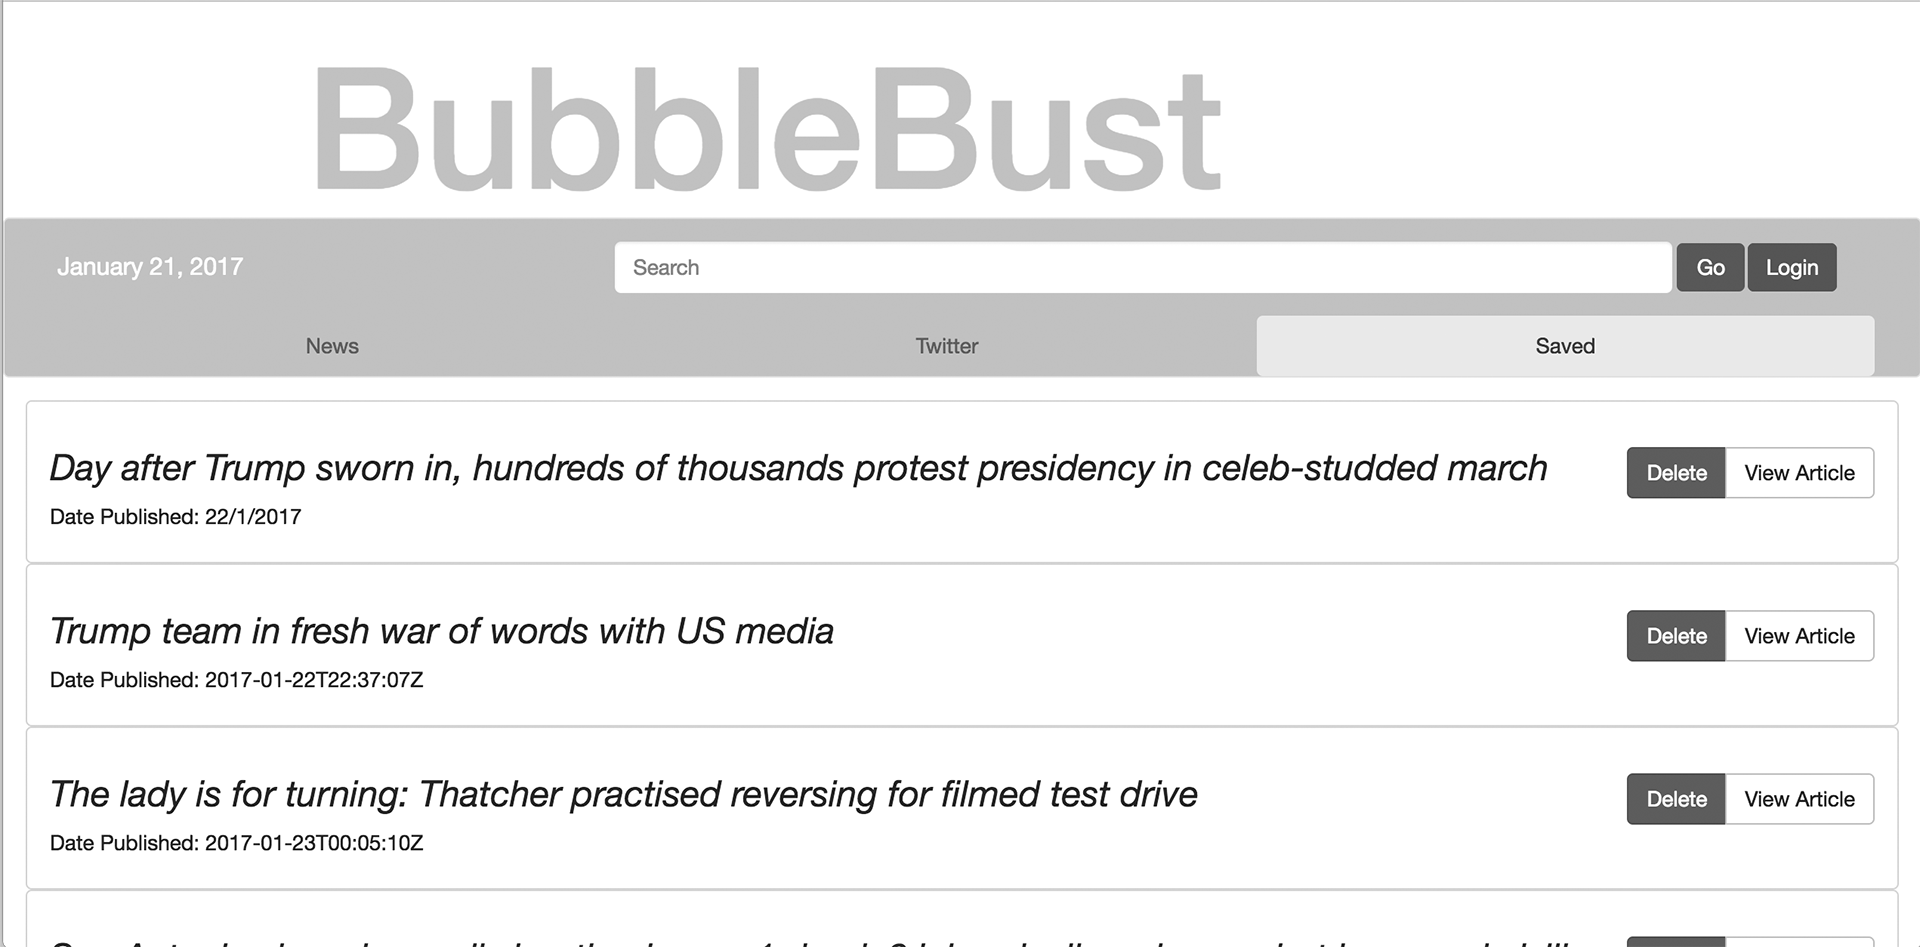 BubbleBust
January 21, 2017
Search
Go
Login
News
Twitter
Saved
Day after Trump sworn in, hundreds of thousands protest presidency in celeb-studded march
Delete
View Article
Date Published: 22/1/2017
Trump team in fresh war of words with US media
Delete
View Article
Date Published: 2017-01-22T22:37:07Z
The lady is for turning: Thatcher practised reversing for filmed test drive
Delete
View Article
Date Published: 2017-01-23T00:05:10Z